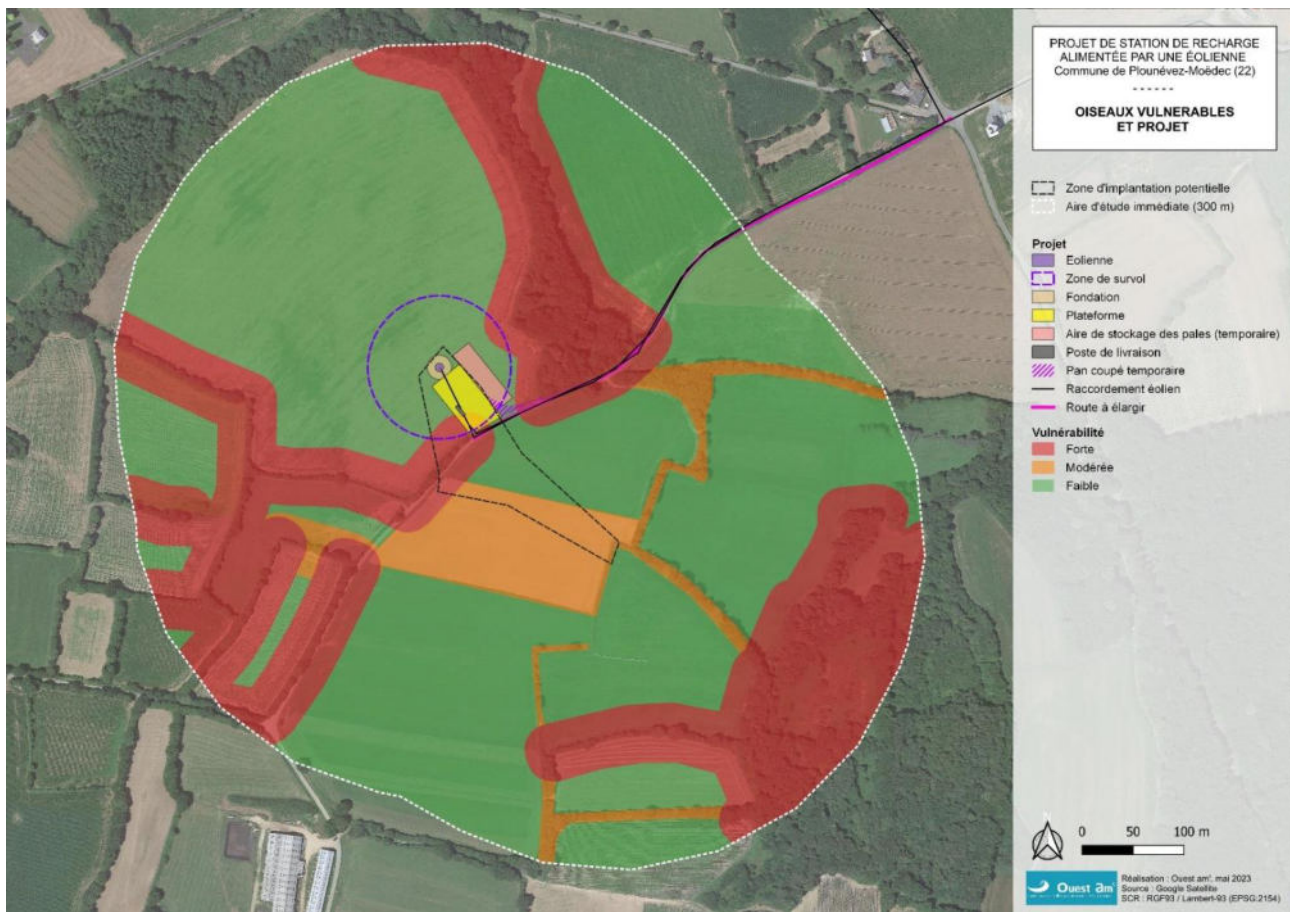 PROJET DE STATION DE RECHARGE
ALIMENTÉE PAR UNE ÉOLIENNE
Commune de Plounévez-Moëdec (22)
- - - - - -
OISEAUX VULNERABLES
ET PROJET
Zone d'implantation potentielle
Aire d'étude immédiate (300 m)
Projet
Eolienne
Zone de survol
Fondation
Plateforme
Aire de stockage des pales (temporaire)
Poste de livraison
Pan coupé temporaire
Raccordement éolien
Route à élargir
Vulnérabilité
Forte
Modérée
Faible
0 50 100 m
Ouest am'
Réalisation : Ouest am', mai 2023
Source : Google Satellite
SCR : RGF93 / Lambert-93 (EPSG:2154)